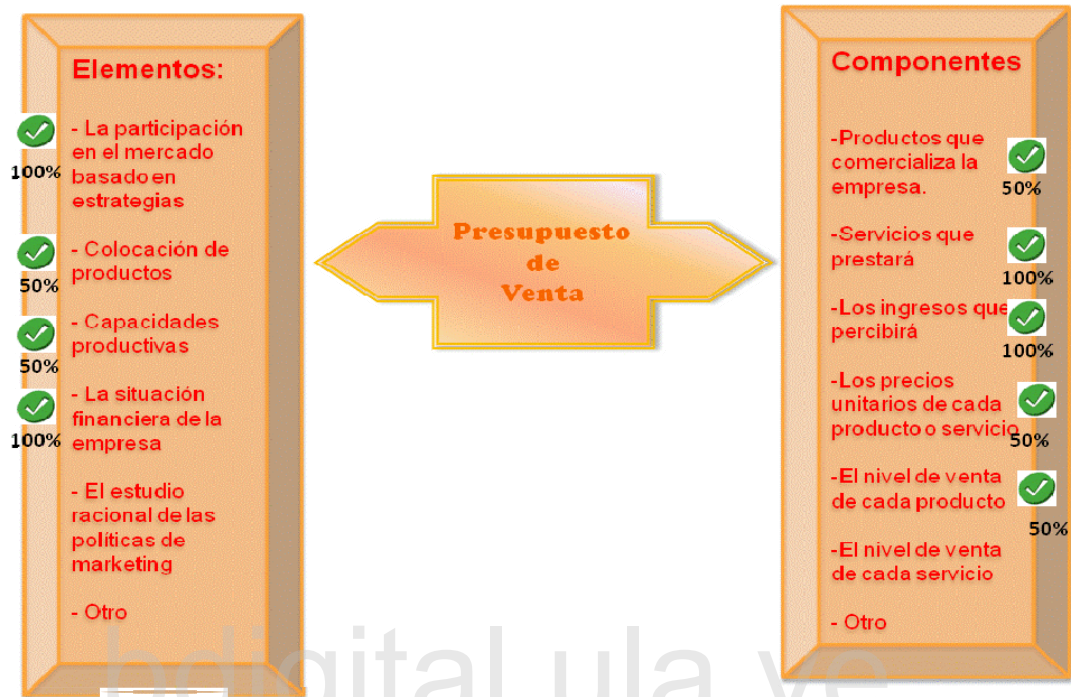 Elementos:
- La participación
en el mercado
basado en
estrategias
100%
- Colocación de
productos
50%
- Capacidades
productivas
50%
- La situación
financiera de la
empresa
100%
- El estudio
racional de las
políticas de
marketing
- Otro
Presupuesto
de
Venta
Componentes
-Productos que
comercializa la
empresa.
50%
-Servicios que
prestará
100%
-Los ingresos que
percibirá
100%
-Los precios
unitarios de cada
producto o servicio
50%
-El nivel de venta
de cada producto
50%
-El nivel de venta
de cada servicio
- Otro
bdigital.ula.ve